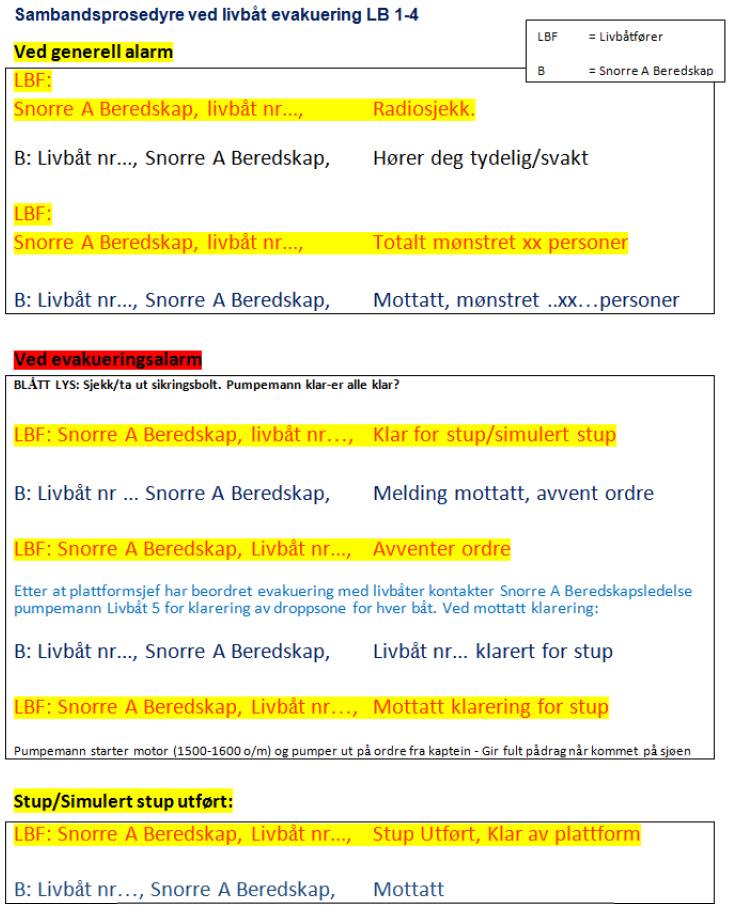 Sambandsprosedyre ved livbåt evakuering LB 1-4
LBF = Livbåtfører
B = Snorre A Beredskap
Ved generell alarm
LBF:
Snorre A Beredskap, livbåt nr..., Radiosjekk.
B: Livbåt nr..., Snorre A Beredskap, Hører deg tydelig/svakt
LBF:
Snorre A Beredskap, livbåt nr..., Totalt mønstret xx personer
B: Livbåt nr..., Snorre A Beredskap, Mottatt, mønstret ..xx...personer
Ved evakueringsalarm
BLÅTT LYS: Sjekk/ta ut sikringsbolt. Pumpemann klar-er alle klar?
LBF: Snorre A Beredskap, livbåt nr..., Klar for stup/simulert stup
B: Livbåt nr ... Snorre A Beredskap, Melding mottatt, avvent ordre
LBF: Snorre A Beredskap, Livbåt nr..., Avventer ordre
Etter at plattformsjef har beordret evakuering med livbåter kontakter Snorre A Beredskapsledelse
pumpemann Livbåt 5 for klarering av droppsone for hver båt. Ved mottatt klarering:
B: Livbåt nr..., Snorre A Beredskap, Livbåt nr... klarert for stup
LBF: Snorre A Beredskap, Livbåt nr..., Mottatt klarering for stup
Pumpemann starter motor (1500-1600 o/m) og pumper ut på ordre fra kaptein - Gir fult pådrag når kommet på sjøen
Stup/Simulert stup utført:
LBF: Snorre A Beredskap, Livbåt nr..., Stup Utført, Klar av plattform
B: Livbåt nr..., Snorre A Beredskap, Mottatt